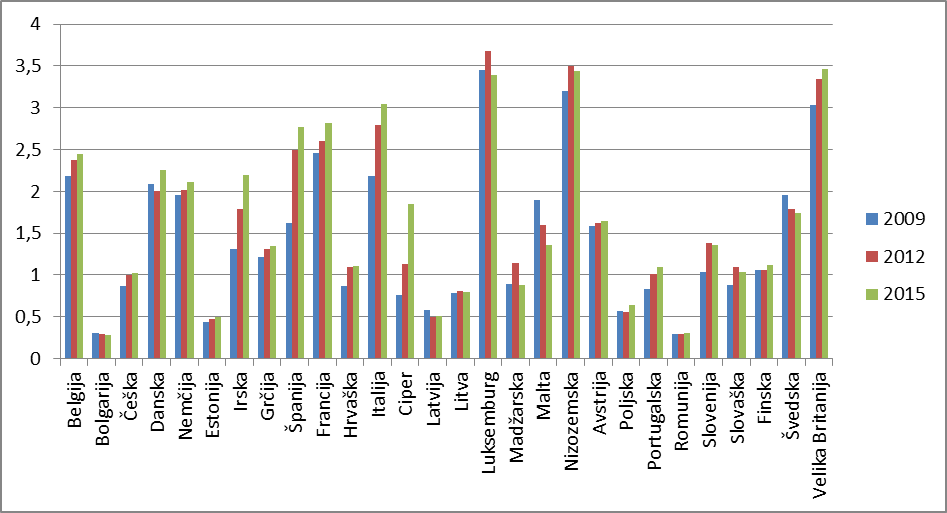 4
3,5
3
2,5
2
1,5
1
0,5
0
Belgija
Bolgarija
Češka
Danska
Nemčija
Estonija
Irska
Grčija
Španija
Francija
Hrvaška
Italija
Ciper
Latvija
Litva
Luksemburg
Madžarska
Malta
Nizozemska
Avstrija
Poljska
Portugalska
Romunija
Slovenija
Slovaška
Finska
Švedska
Velika Britanija
2009
2012
2015